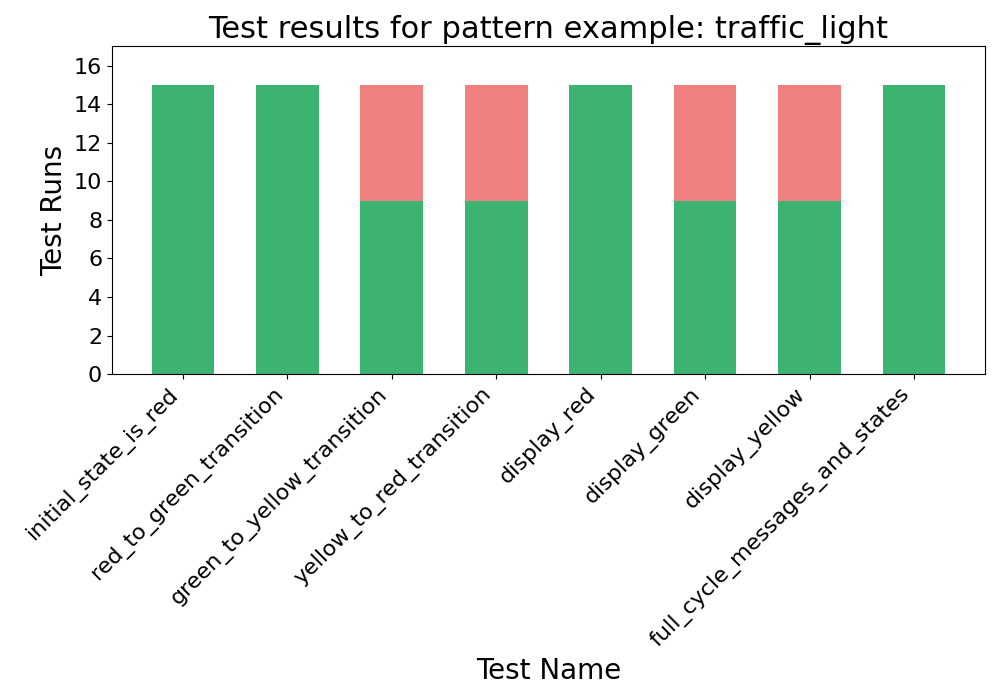 Test results for pattern example: traffic_light
16
14
12
10
8
6
4
2
0
Test Runs
initial_state_is_red
red_to_green_transition
green_to_yellow_transition
yellow_to_red_transition
display_red
display_green
display_yellow
full_cycle_messages_and_states
Test Name